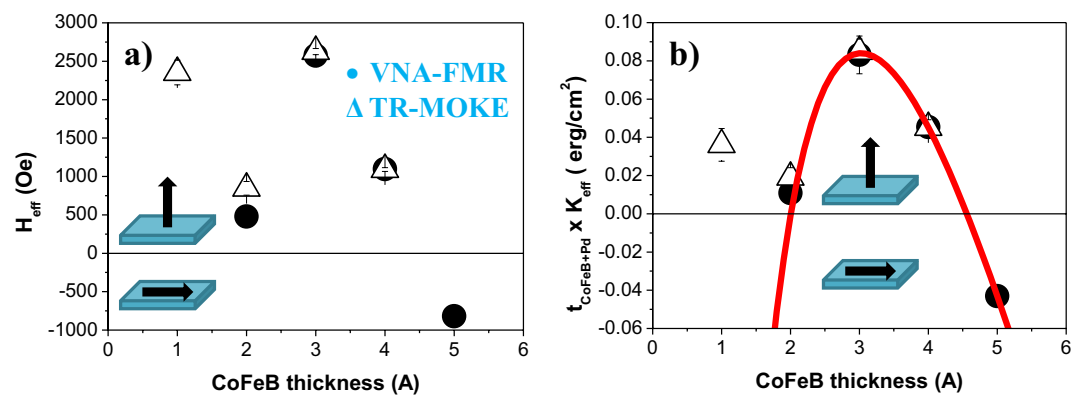 a)
3000
2500
2000
1500
1000
500
0
-500
-1000
H_eff (Oe)
● VNA-FMR
Δ TR-MOKE
0 1 2 3 4 5 6
CoFeB thickness (A)
b)
0.10
0.08
0.06
0.04
0.02
0.00
-0.02
-0.04
-0.06
t_CoFeB+Pd x K_eff ( erg/cm²)
0 1 2 3 4 5 6
CoFeB thickness (A)